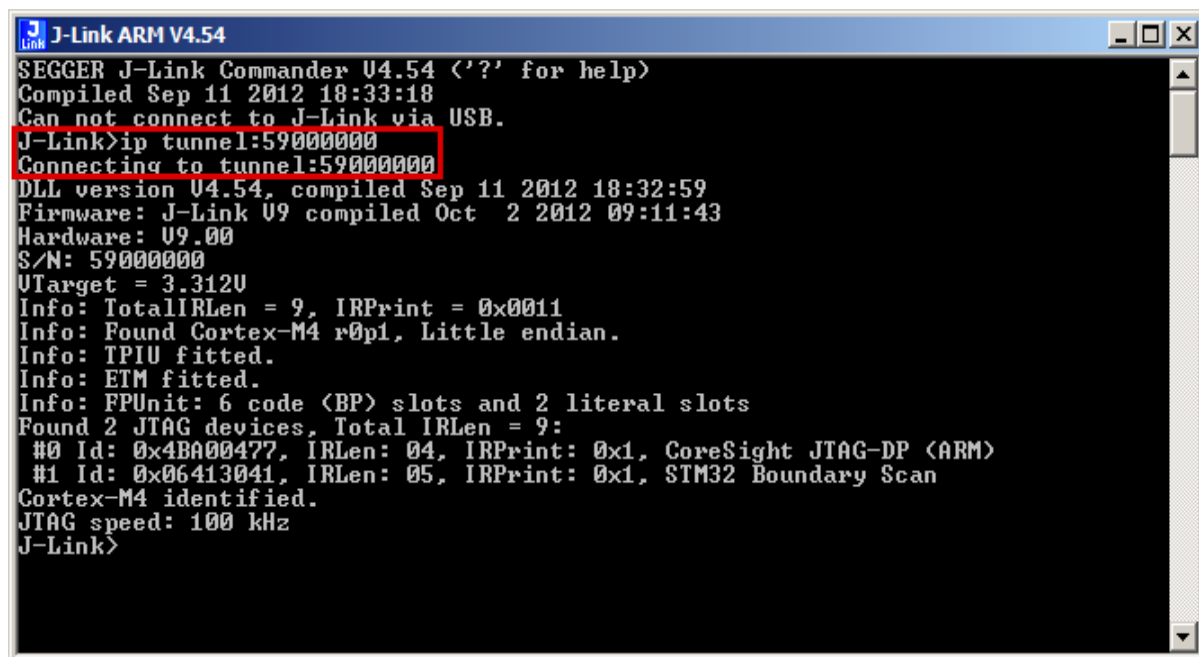 J Link J-Link ARM V4.54
SEGGER J-Link Commander V4.54 ('?' for help)
Compiled Sep 11 2012 18:33:18
Can not connect to J-Link via USB.
J-Link>ip tunnel:59000000
Connecting to tunnel:59000000
DLL version V4.54, compiled Sep 11 2012 18:32:59
Firmware: J-Link V9 compiled Oct  2 2012 09:11:43
Hardware: V9.00
S/N: 59000000
VTarget = 3.312V
Info: TotalIRLen = 9, IRPrint = 0x0011
Info: Found Cortex-M4 r0p1, Little endian.
Info: TPIU fitted.
Info: ETM fitted.
Info: FPUnit: 6 code (BP) slots and 2 literal slots
Found 2 JTAG devices, Total IRLen = 9:
 #0 Id: 0x4BA00477, IRLen: 04, IRPrint: 0x1, CoreSight JTAG-DP (ARM)
 #1 Id: 0x06413041, IRLen: 05, IRPrint: 0x1, STM32 Boundary Scan
Cortex-M4 identified.
JTAG speed: 100 kHz
J-Link>